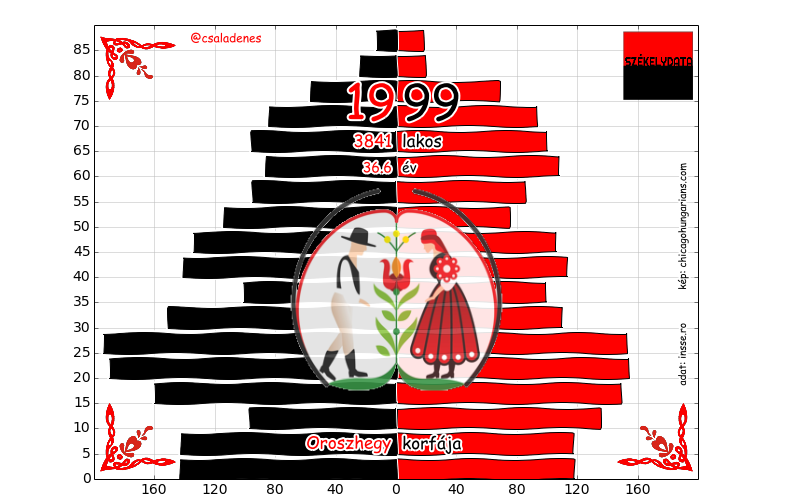 @csaladenes
SZÉKELYDATA
1999
3841 lakos
36.6 év
kép: chicagohungarians.com
adat: insse.ro
Oroszhegy korfája
85
80
75
70
65
60
55
50
45
40
35
30
25
20
15
10
5
0
160 120 80 40 0 40 80 120 160